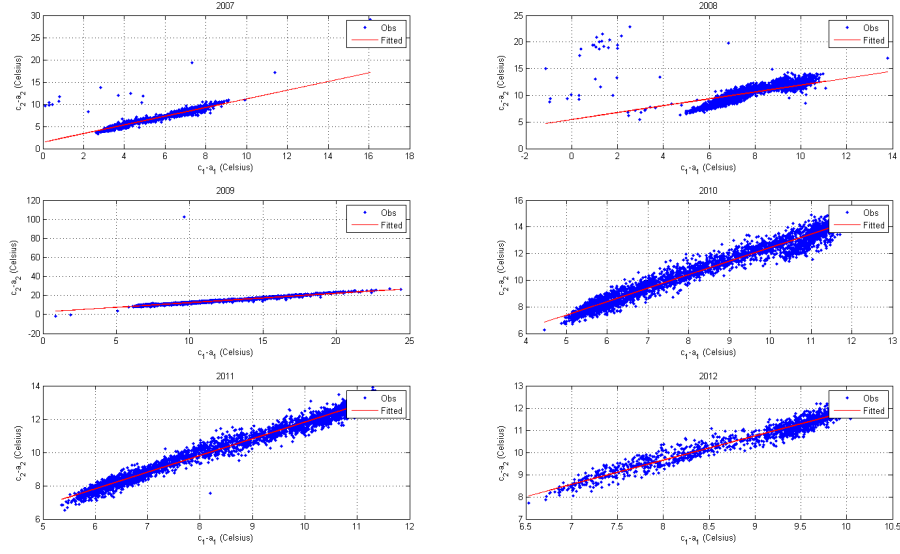 2007
30
25
20
15
10
5
0
c₂-a₂ (Celsius)
0 2 4 6 8 10 12 14 16 18
c₁-a₁ (Celsius)
Obs
Fitted
2008
25
20
15
10
5
0
c₂-a₂ (Celsius)
-2 0 2 4 6 8 10 12 14
c₁-a₁ (Celsius)
Obs
Fitted
2009
120
100
80
60
40
20
0
-20
c₂-a₂ (Celsius)
0 5 10 15 20 25
c₁-a₁ (Celsius)
Obs
Fitted
2010
16
14
12
10
8
6
c₂-a₂ (Celsius)
4 5 6 7 8 9 10 11 12 13
c₁-a₁ (Celsius)
Obs
Fitted
2011
14
12
10
8
6
c₂-a₂ (Celsius)
5 6 7 8 9 10 11 12
c₁-a₁ (Celsius)
Obs
Fitted
2012
13
12
11
10
9
8
7
c₂-a₂ (Celsius)
6.5 7 7.5 8 8.5 9 9.5 10 10.5
c₁-a₁ (Celsius)
Obs
Fitted